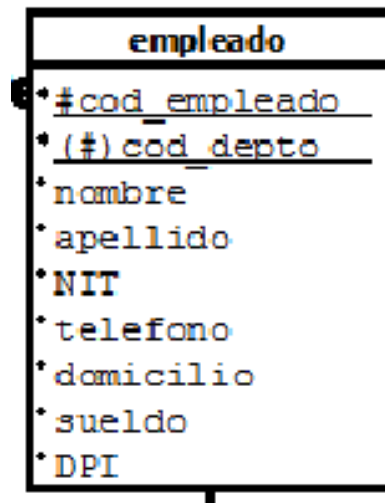 empleado
*#cod_empleado
*(#)cod_depto
*nombre
*apellido
*NIT
*telefono
*domicilio
*sueldo
*DPI